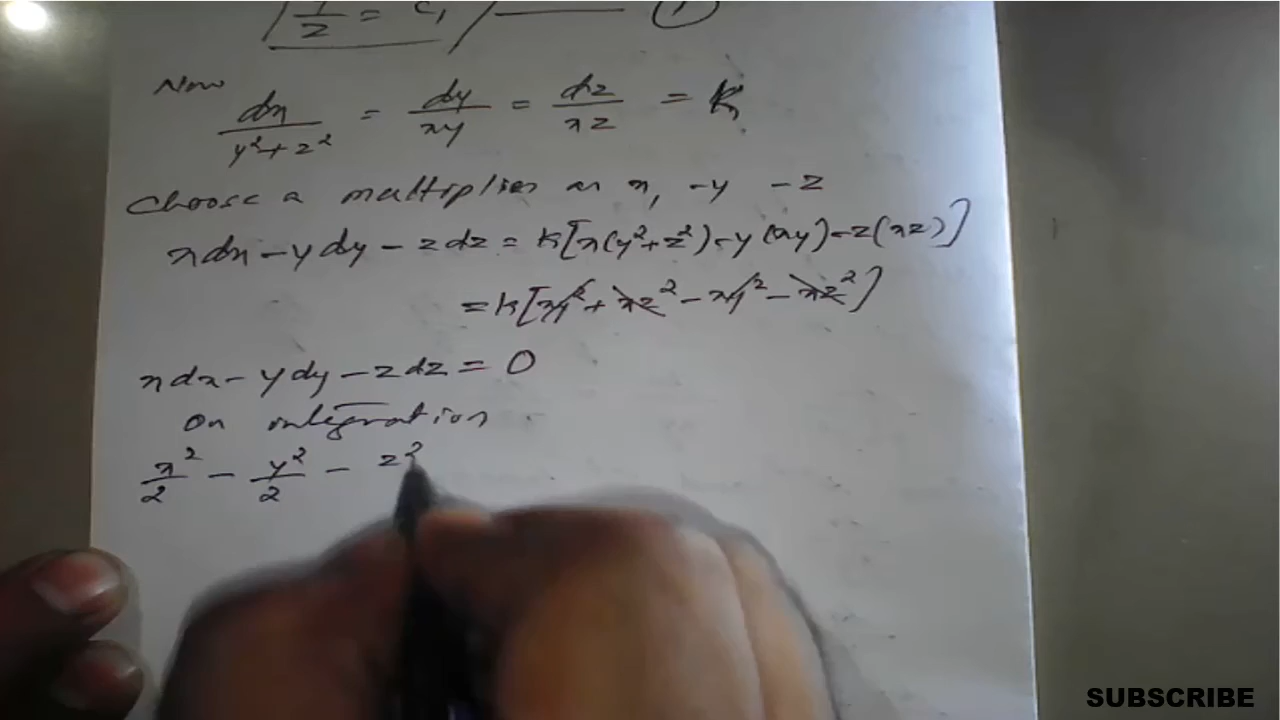 y/z = c₁ ——— ①
Now
dx/(y²+z²) = dy/xy = dz/xz = k
Choose a multiplier as x, -y -z
xdx - ydy - zdz = k[x(y²+z²) - y(xy) - z(xz)]
= k[xy² + xz² - xy² - xz²]
xdx - ydy - zdz = 0
On integration
x²/2 - y²/2 - z²
SUBSCRIBE